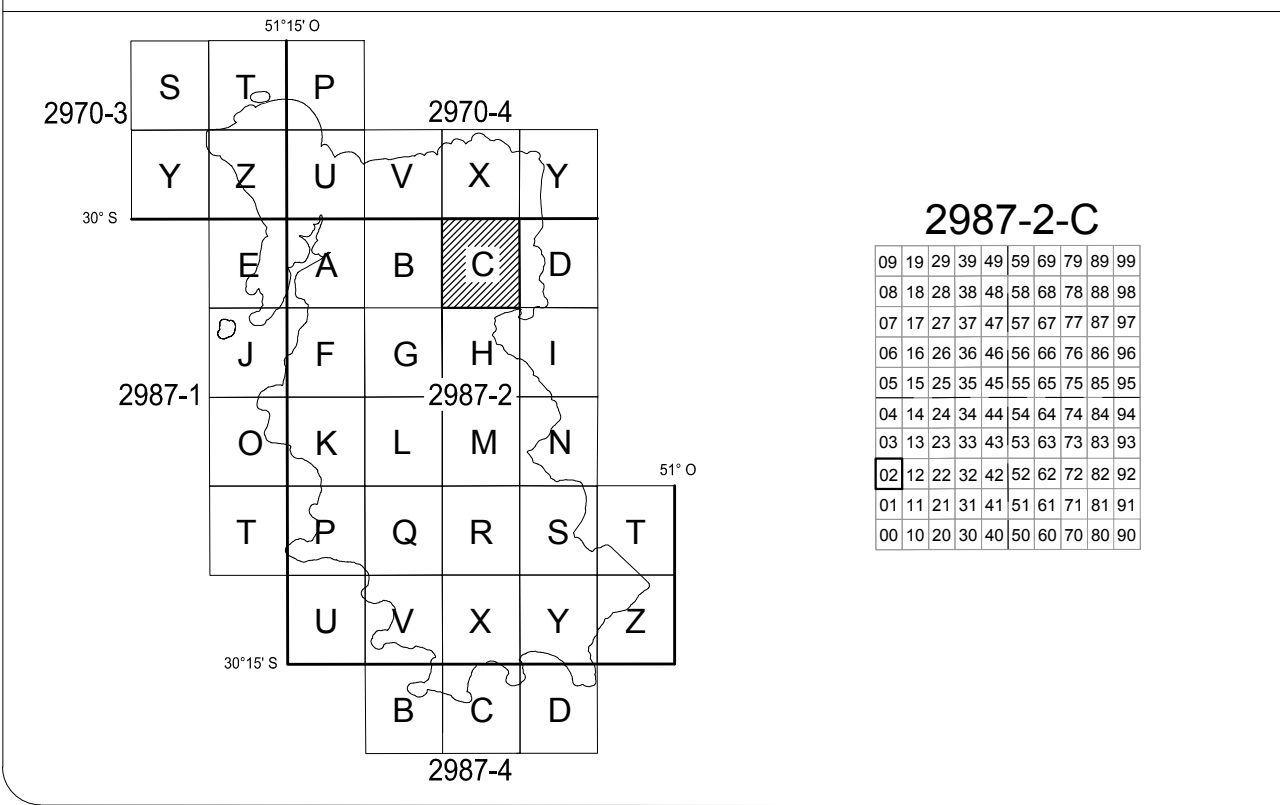 51°15' O
S T P
2970-3
2970-4
Y Z U V X Y
30° S
E A B C D
J F G H I
2987-1
2987-2
O K L M N
51° O
T P Q R S T
U V X Y Z
30°15' S
B C D
2987-4
2987-2-C
09 19 29 39 49 59 69 79 89 99
08 18 28 38 48 58 68 78 88 98
07 17 27 37 47 57 67 77 87 97
06 16 26 36 46 56 66 76 86 96
05 15 25 35 45 55 65 75 85 95
04 14 24 34 44 54 64 74 84 94
03 13 23 33 43 53 63 73 83 93
02 12 22 32 42 52 62 72 82 92
01 11 21 31 41 51 61 71 81 91
00 10 20 30 40 50 60 70 80 90